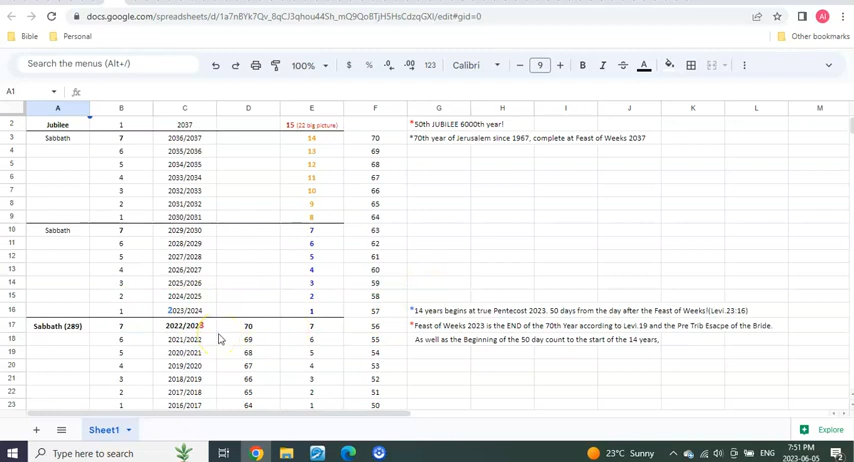 docs.google.com/spreadsheets/d/1a7nBYk7Qv_8qCJ3qhou44Sh_mQ9Qo8TjH5HsCdzqGXI/edit#gid=0
AI
Bible Personal Other bookmarks
Search the menus (Alt+/) 100% $ % .0 .00 123 Calibri 9 B I S A
A1 fx
A B C D E F G H I J K L M
2 Jubilee 1 2037 15 (22 big picture) *50th JUBILEE 6000th year!
3 Sabbath 7 2036/2037 14 70 *70th year of Jerusalem since 1967, complete at Feast of Weeks 2037
4 6 2035/2036 13 69
5 5 2034/2035 12 68
6 4 2033/2034 11 67
7 3 2032/2033 10 66
8 2 2031/2032 9 65
9 1 2030/2031 8 64
10 Sabbath 7 2029/2030 7 63
11 6 2028/2029 6 62
12 5 2027/2028 5 61
13 4 2026/2027 4 60
14 3 2025/2026 3 59
15 2 2024/2025 2 58
16 1 2023/2024 1 57 *14 years begins at true Pentecost 2023. 50 days from the day after the Feast of Weeks!(Levi.23:16)
17 Sabbath (289) 7 2022/2023 70 7 56 *Feast of Weeks 2023 is the END of the 70th Year according to Levi.19 and the Pre Trib Esacpe of the Bride.
18 6 2021/2022 69 6 55 As well as the Beginning of the 50 day count to the start of the 14 years,
19 5 2020/2021 68 5 54
20 4 2019/2020 67 4 53
21 3 2018/2019 66 3 52
22 2 2017/2018 65 2 51
23 1 2016/2017 64 1 50
Sheet1 Explore
Type here to search 23°C Sunny ENG 7:51 PM
2023-06-05 2